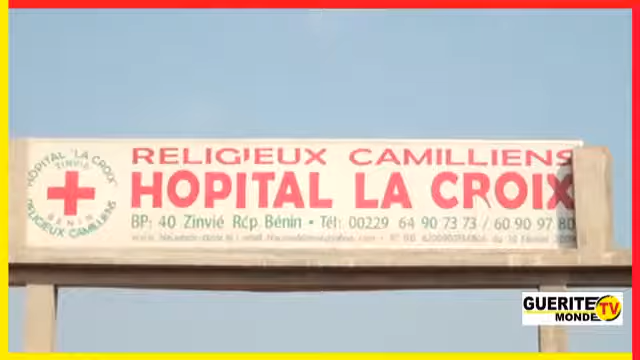 RELIGIEUX CAMILLIENS
HOPITAL LA CROIX
BP: 40 Zinvié Rép. Bénin • Tél: 00229 64 90 73 73 / 60 90 97 80
HOPITAL "LA CROIX"
ZINVIÉ
BENIN
RELIGIEUX CAMILLIENS
GUERITE
MONDE TV